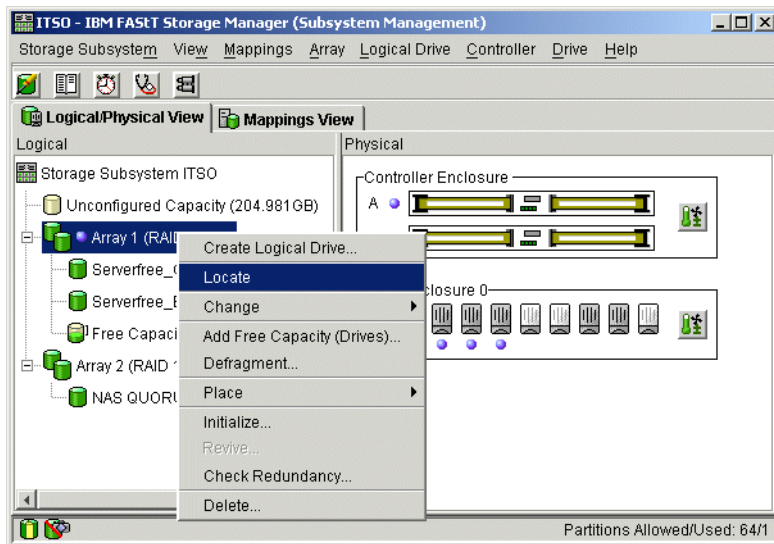 ITSO - IBM FAStT Storage Manager (Subsystem Management)
Storage Subsystem View Mappings Array Logical Drive Controller Drive Help
Logical/Physical View Mappings View
Logical
Physical
Storage Subsystem ITSO
Unconfigured Capacity (204.981GB)
Array 1 (RAI
Serverfree_
Serverfree_
Free Capaci
Array 2 (RAID 1
NAS QUORU
Create Logical Drive...
Locate
Change
Add Free Capacity (Drives)...
Defragment...
Place
Initialize...
Revive...
Check Redundancy...
Delete...
Controller Enclosure
A
closure 0
Partitions Allowed/Used: 64/1